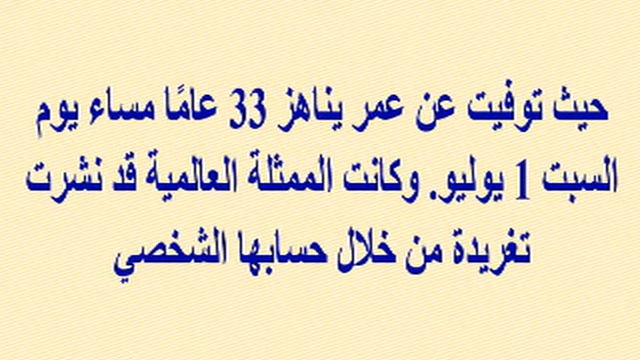 حيث توفيت عن عمر يناهز 33 عامًا مساء يوم
السبت 1 يوليو. وكانت الممثلة العالمية قد نشرت
تغريدة من خلال حسابها الشخصي